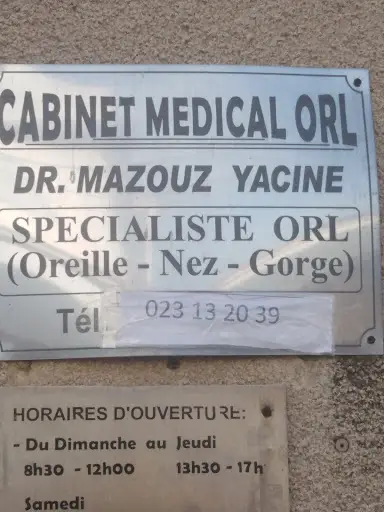 CABINET MEDICAL ORL
DR. MAZOUZ YACINE
SPECIALISTE ORL
(Oreille - Nez - Gorge)
Tél 023 13 20 39
HORAIRES D'OUVERTURE:
- Du Dimanche au Jeudi
8h30 - 12h00 13h30 - 17h
Samedi